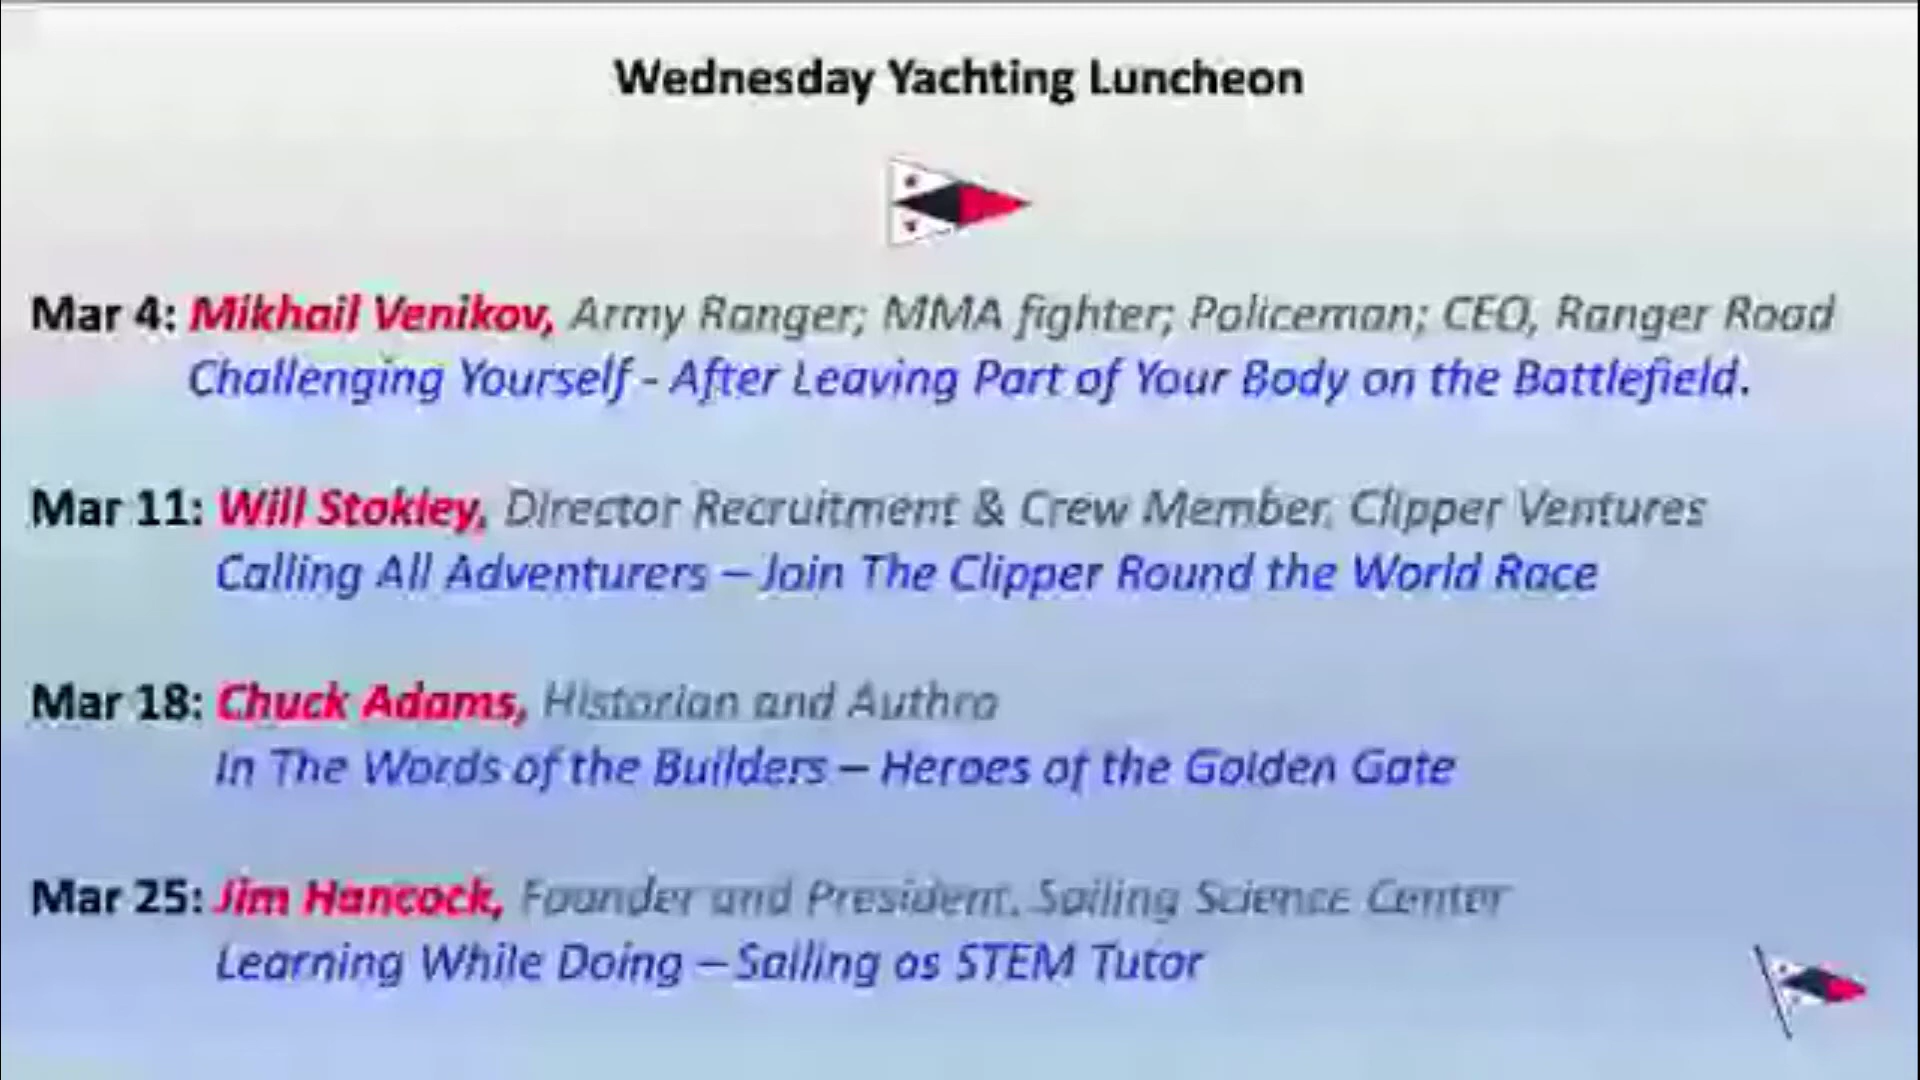 Wednesday Yachting Luncheon
Mar 4: Mikhail Venikov, Army Ranger; MMA fighter; Policeman; CEO, Ranger Road
Challenging Yourself - After Leaving Part of Your Body on the Battlefield.
Mar 11: Will Stokley, Director Recruitment & Crew Member, Clipper Ventures
Calling All Adventurers – Join The Clipper Round the World Race
Mar 18: Chuck Adams, Historian and Authro
In The Words of the Builders – Heroes of the Golden Gate
Mar 25: Jim Hancock, Founder and President, Sailing Science Center
Learning While Doing – Sailing as STEM Tutor